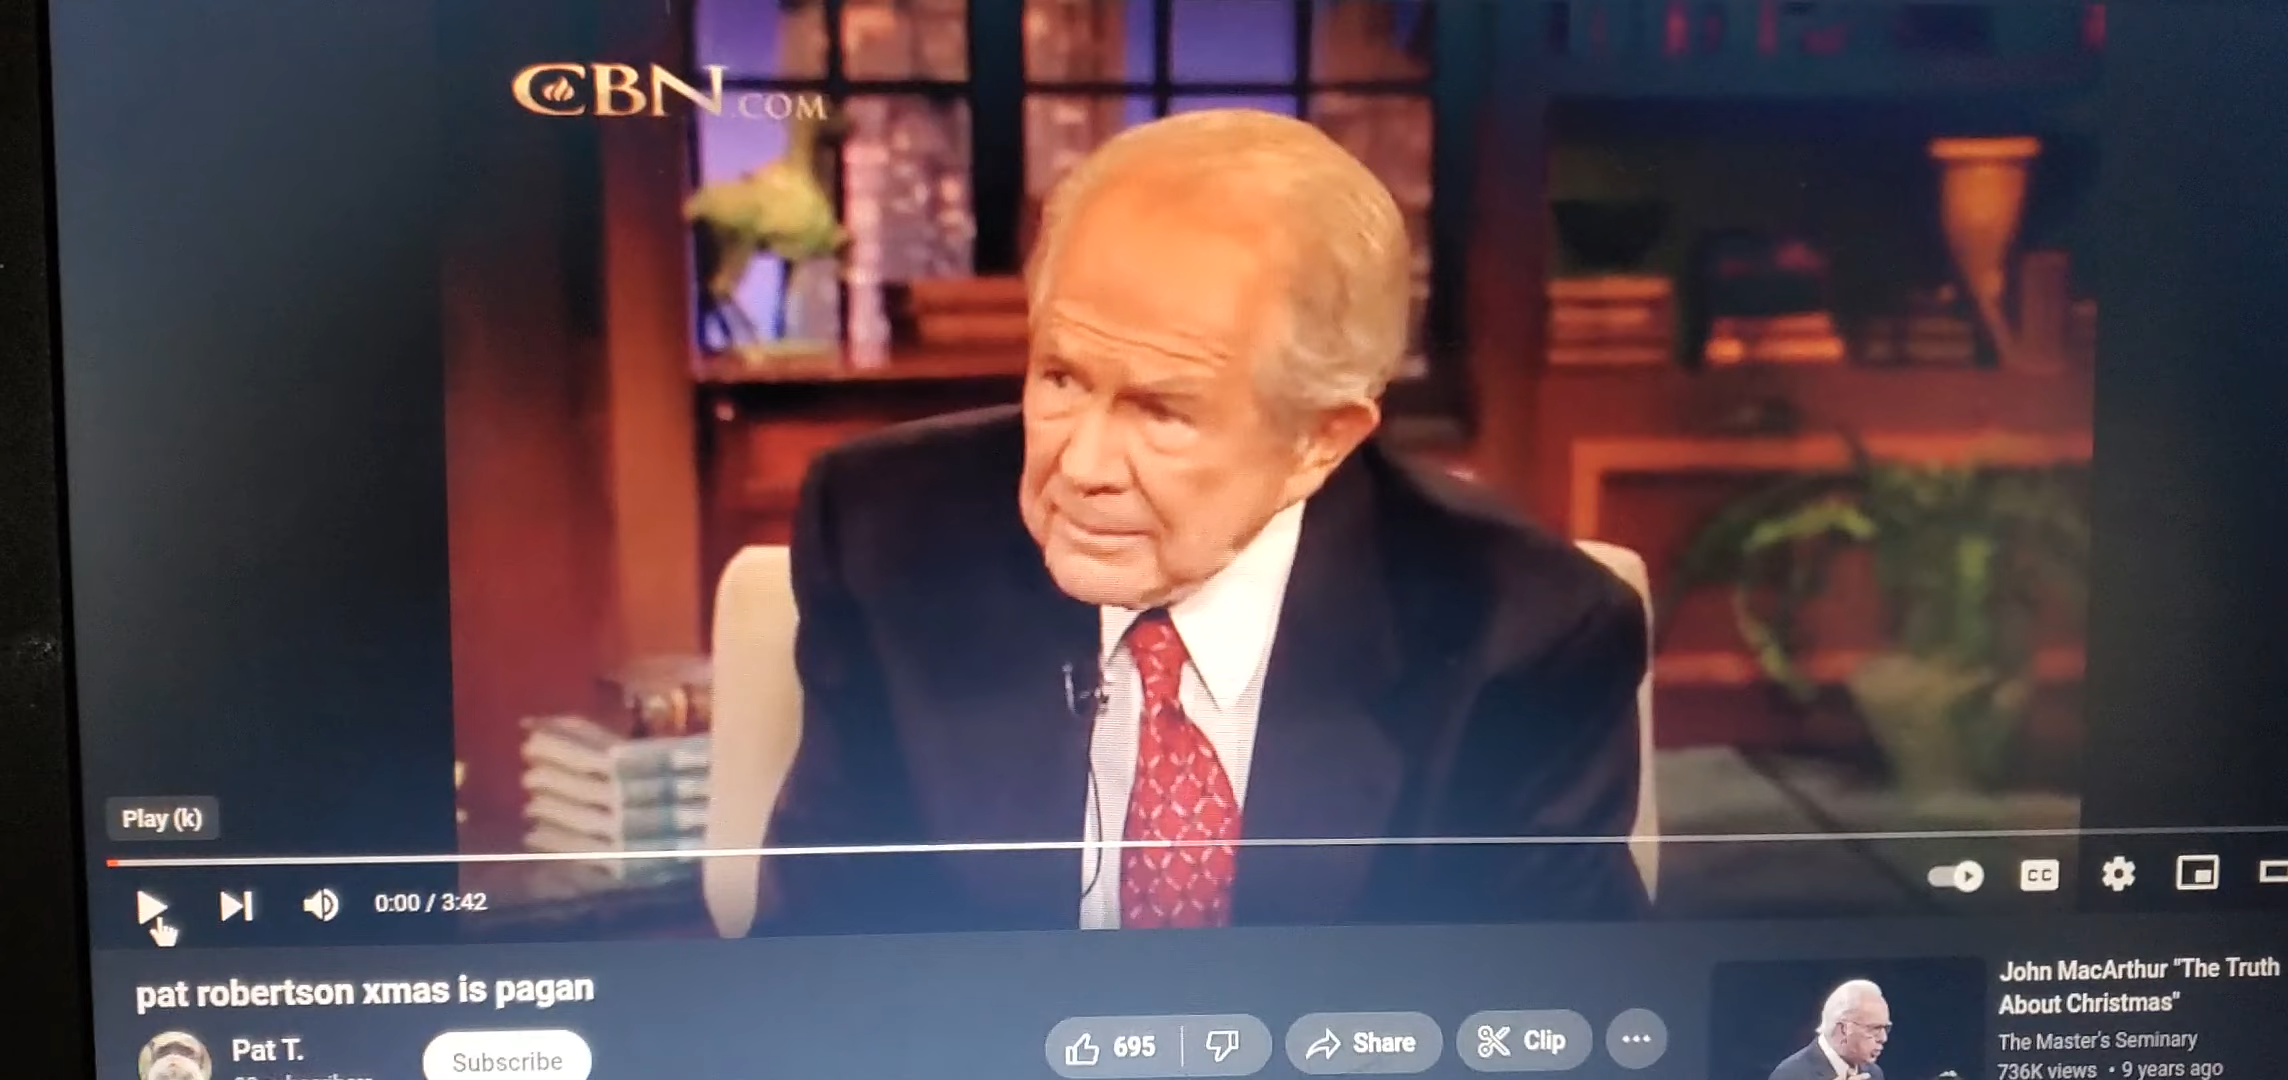 CBN.COM
Play (k)
0:00 / 3:42
CC
pat robertson xmas is pagan
Pat T.
Subscribe
695
Share
Clip
John MacArthur "The Truth
About Christmas"
The Master's Seminary
736K views • 9 years ago